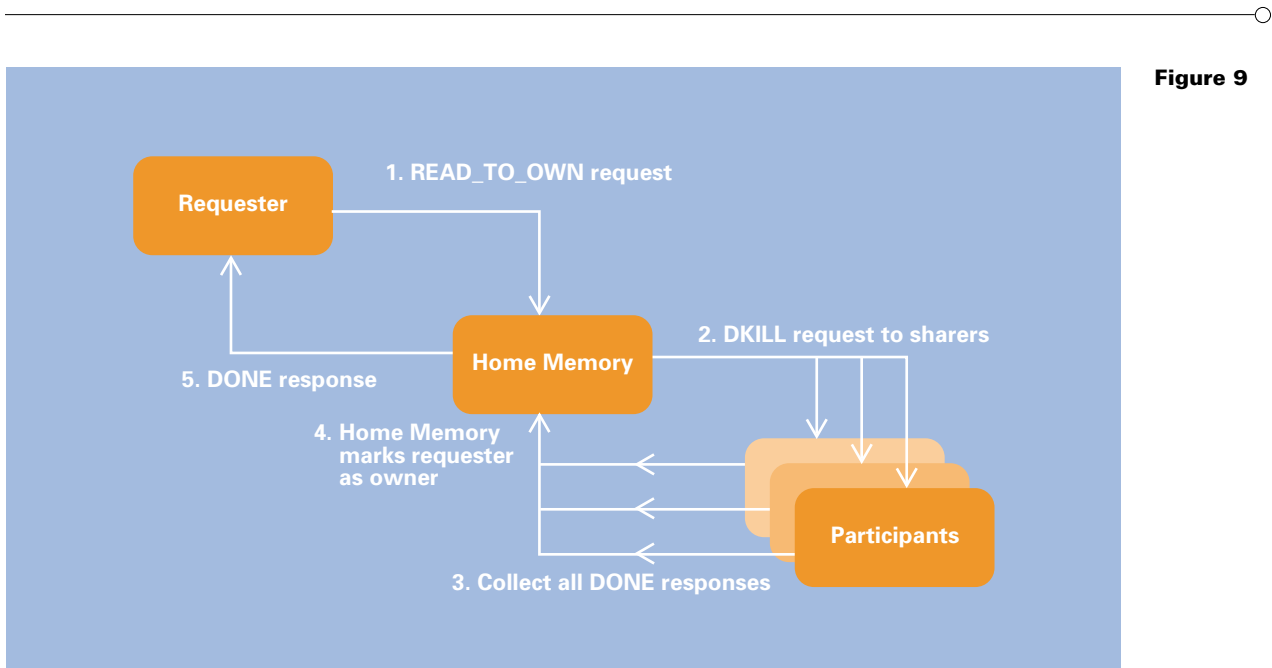 Figure 9
1. READ_TO_OWN request
Requester
2. DKILL request to sharers
Home Memory
5. DONE response
4. Home Memory
marks requester
as owner
Participants
3. Collect all DONE responses